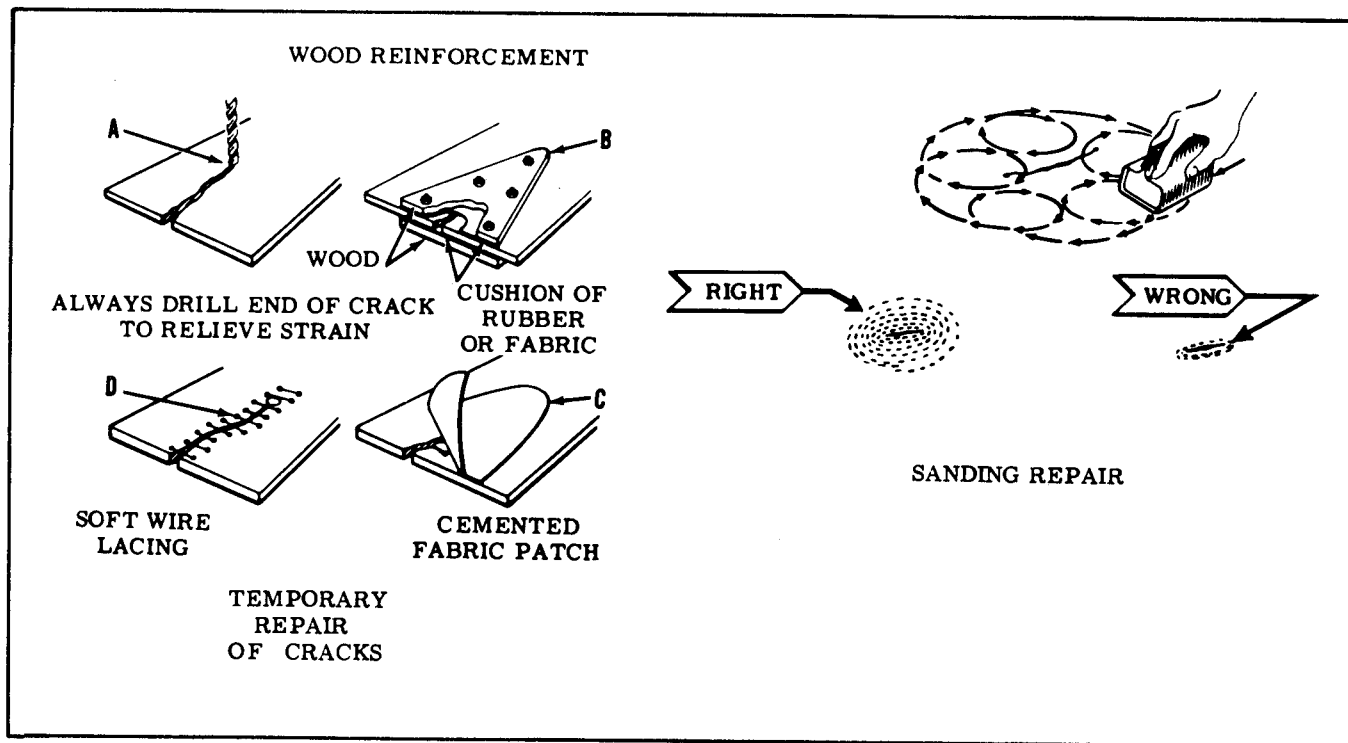 WOOD REINFORCEMENT
A
B
WOOD
ALWAYS DRILL END OF CRACK
TO RELIEVE STRAIN
CUSHION OF
RUBBER
OR FABRIC
D
C
SOFT WIRE
LACING
CEMENTED
FABRIC PATCH
TEMPORARY
REPAIR
OF CRACKS
RIGHT
WRONG
SANDING REPAIR